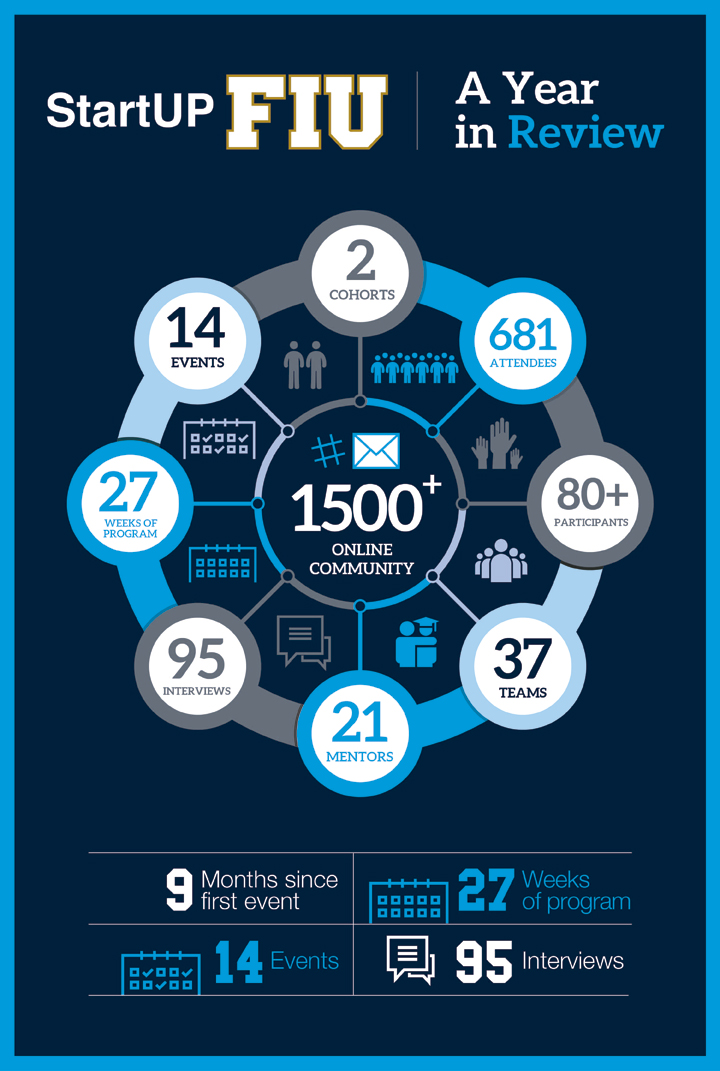 StartUP FIU
A Year
in Review
2
COHORTS
681
ATTENDEES
80+
PARTICIPANTS
37
TEAMS
21
MENTORS
95
INTERVIEWS
27
WEEKS OF
PROGRAM
14
EVENTS
#
1500+
ONLINE
COMMUNITY
9 Months since
first event
27 Weeks
of program
14 Events
95 Interviews